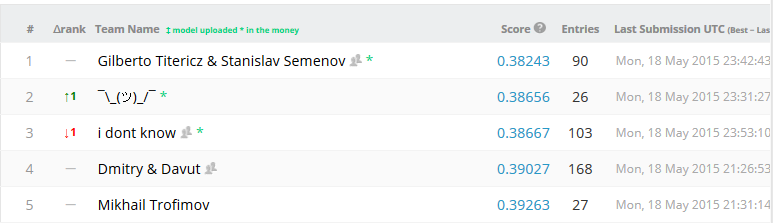 # Δrank Team Name ‡ model uploaded * in the money Score ? Entries Last Submission UTC (Best – Las
1 — Gilberto Titericz & Stanislav Semenov * 0.38243 90 Mon, 18 May 2015 23:42:43
2 ↑1 ¯\_(ツ)_/¯ * 0.38656 26 Mon, 18 May 2015 23:31:27
3 ↓1 i dont know * 0.38667 103 Mon, 18 May 2015 23:53:10
4 — Dmitry & Davut 0.39027 168 Mon, 18 May 2015 21:26:53
5 — Mikhail Trofimov 0.39263 27 Mon, 18 May 2015 21:31:14